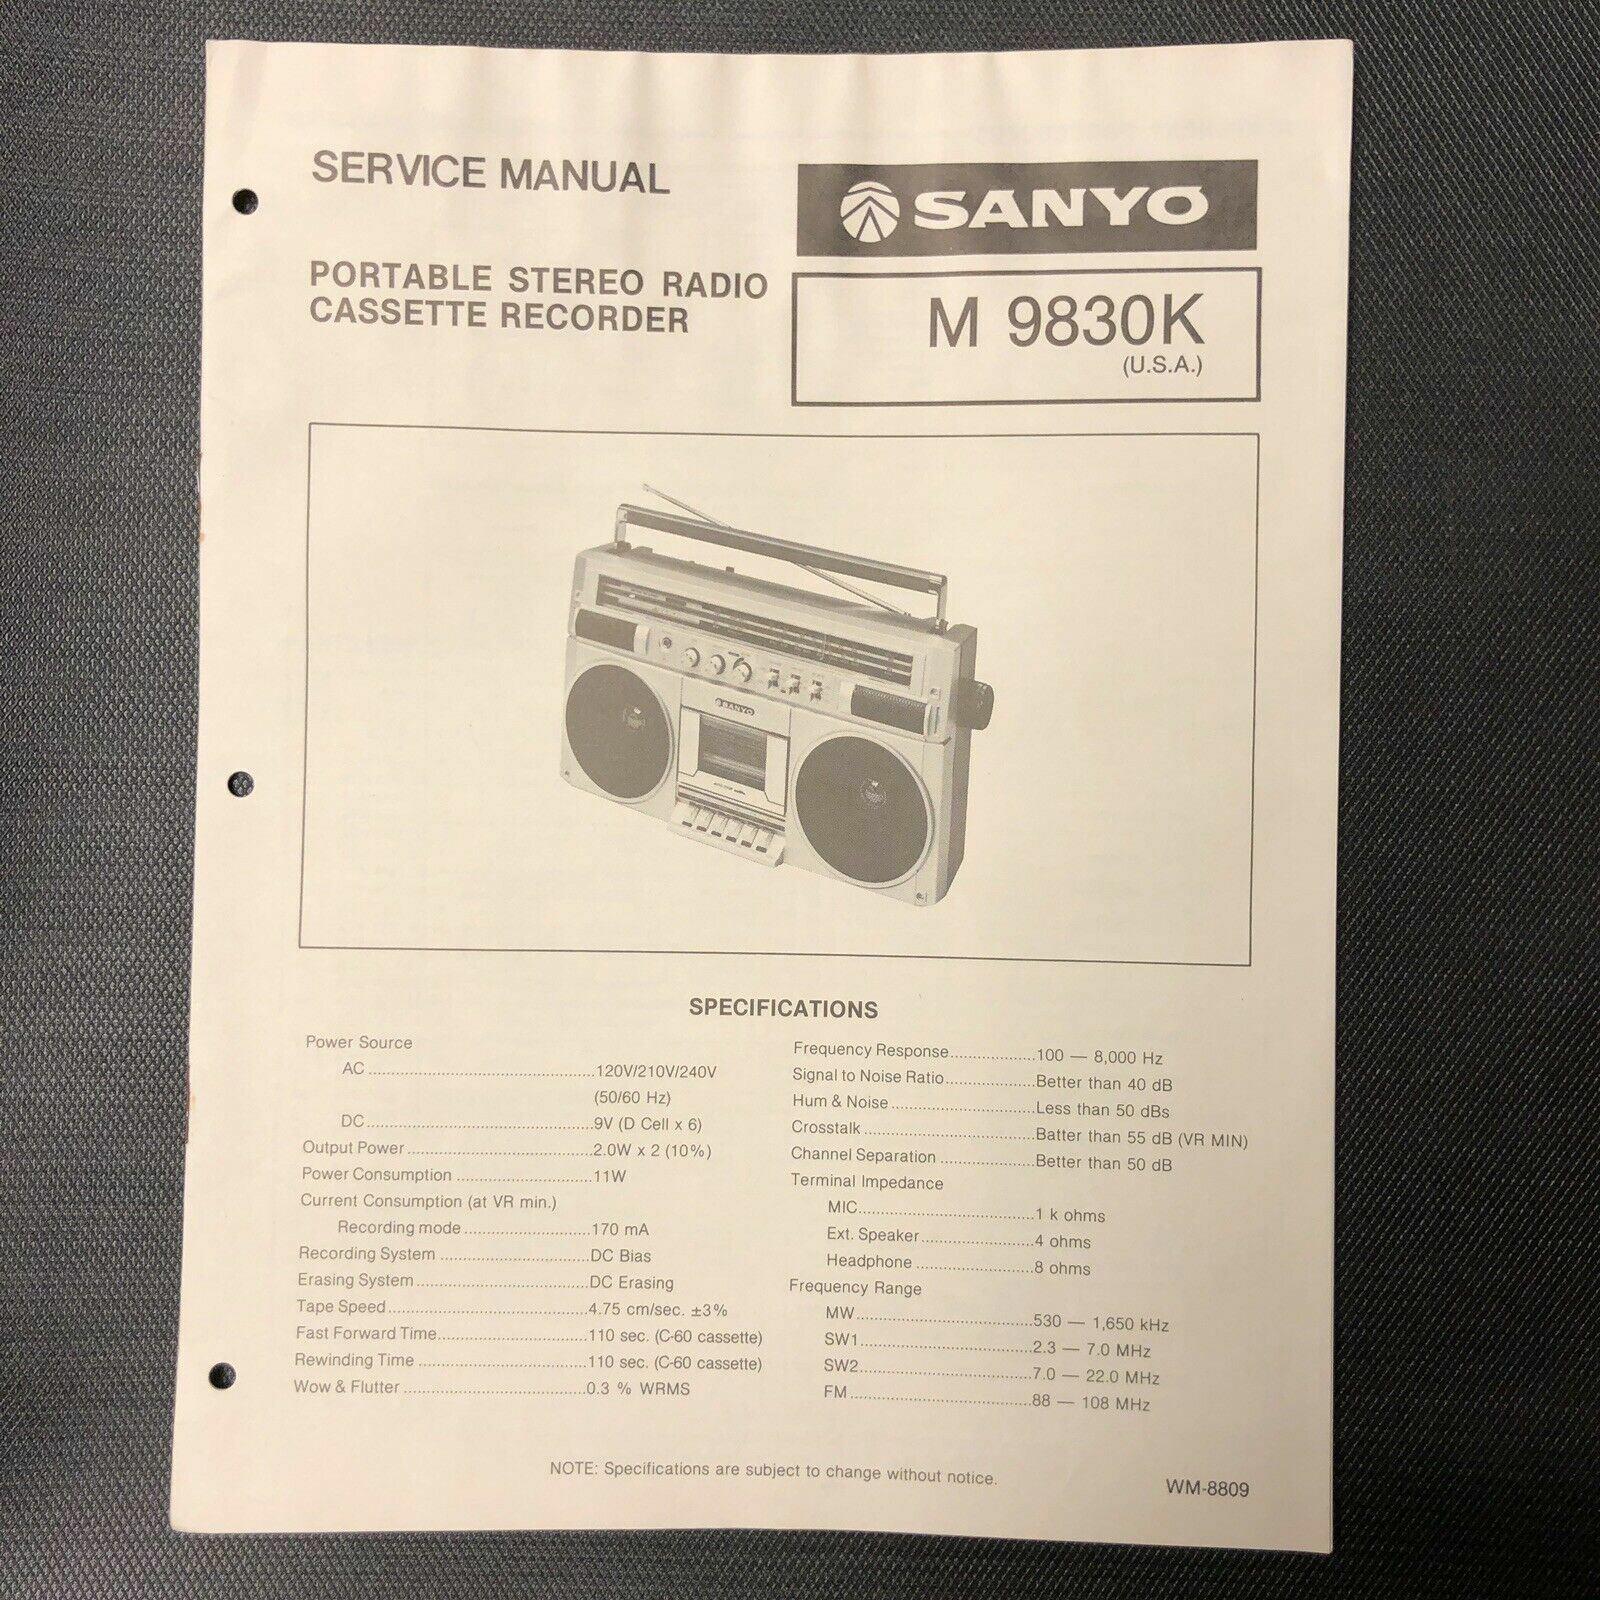 SERVICE MANUAL
SANYO
PORTABLE STEREO RADIO
CASSETTE RECORDER
M 9830K
(U.S.A.)
SANYO
SPECIFICATIONS
Power Source
AC ........ 120V/210V/240V
(50/60 Hz)
DC ........ 9V (D Cell x 6)
Output Power ........ 2.0W x 2 (10%)
Power Consumption ........ 11W
Current Consumption (at VR min.)
Recording mode ........ 170 mA
Recording System ........ DC Bias
Erasing System ........ DC Erasing
Tape Speed ........ 4.75 cm/sec. ±3%
Fast Forward Time ........ 110 sec. (C-60 cassette)
Rewinding Time ........ 110 sec. (C-60 cassette)
Wow & Flutter ........ 0.3 % WRMS
Frequency Response ........ 100 — 8,000 Hz
Signal to Noise Ratio ........ Better than 40 dB
Hum & Noise ........ Less than 50 dBs
Crosstalk ........ Batter than 55 dB (VR MIN)
Channel Separation ........ Better than 50 dB
Terminal Impedance
MIC ........ 1 k ohms
Ext. Speaker ........ 4 ohms
Headphone ........ 8 ohms
Frequency Range
MW ........ 530 — 1,650 kHz
SW1 ........ 2.3 — 7.0 MHz
SW2 ........ 7.0 — 22.0 MHz
FM ........ 88 — 108 MHz
NOTE: Specifications are subject to change without notice.
WM-8809